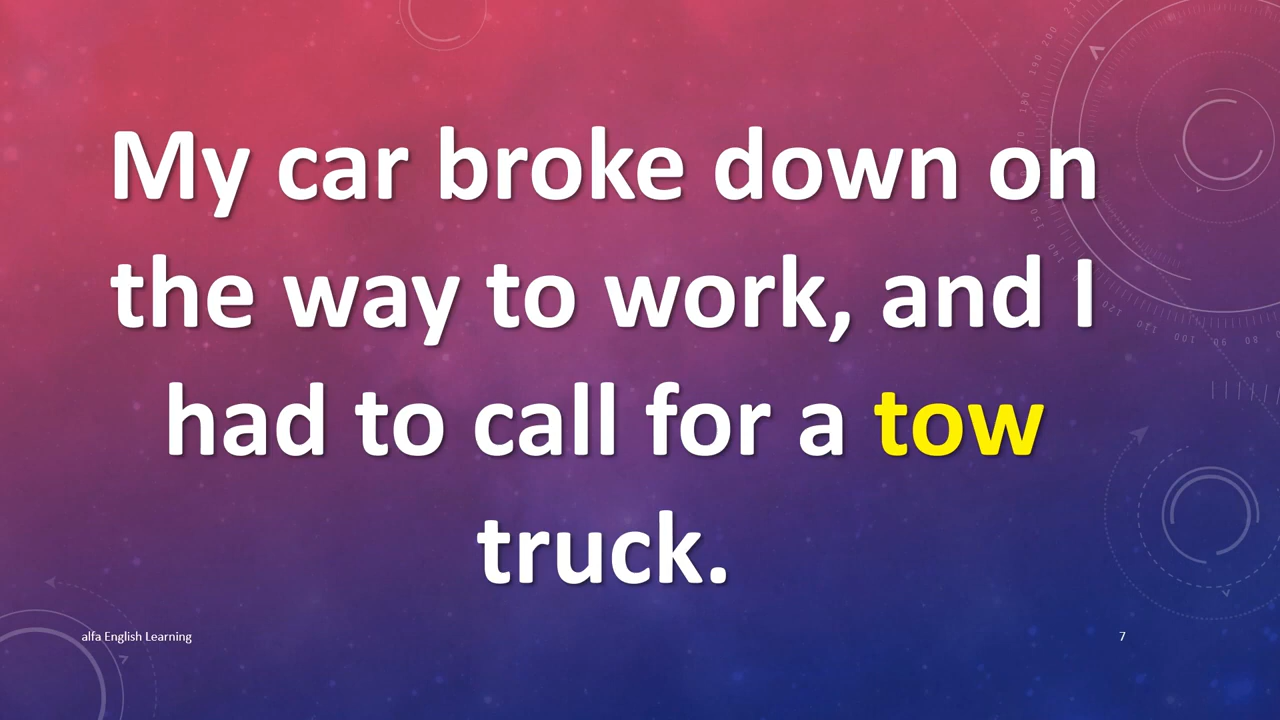 My car broke down on
the way to work, and I
had to call for a tow
truck.
alfa English Learning
7